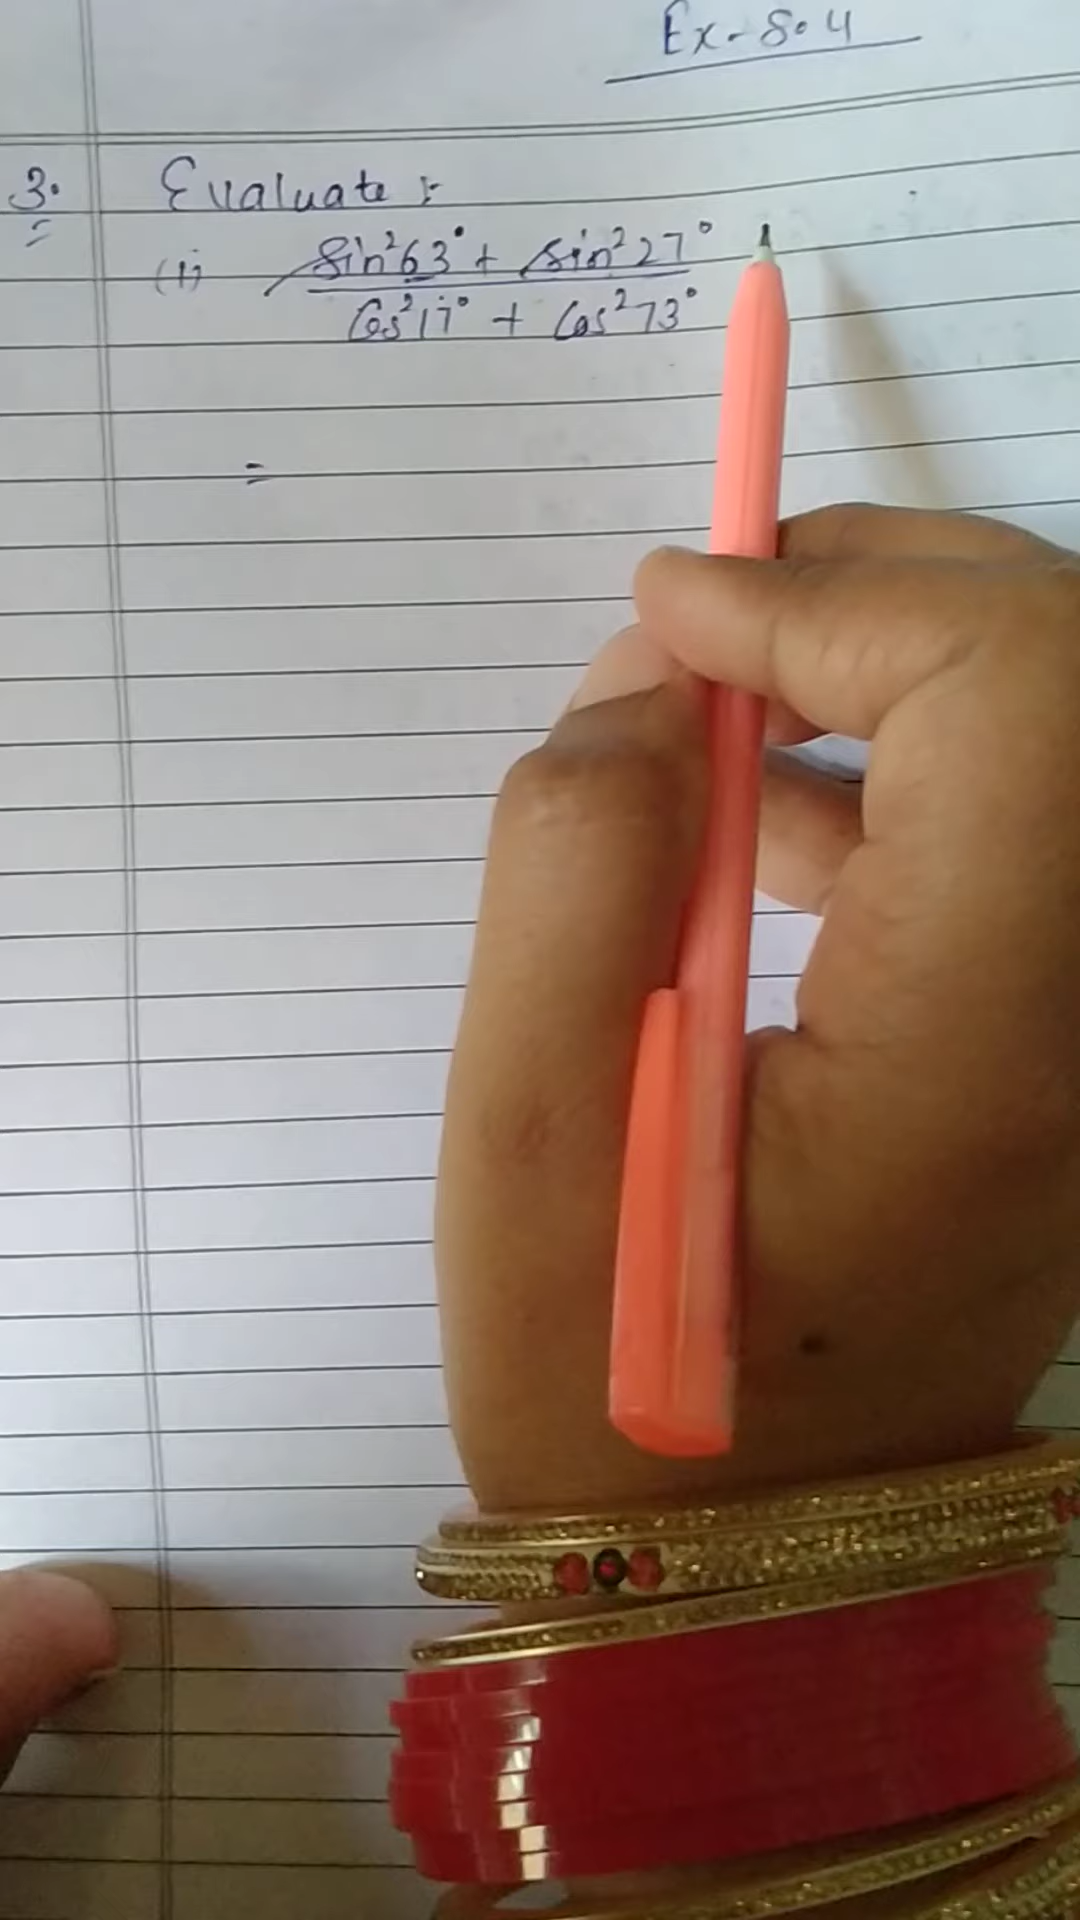 Ex-8.4
3. Evaluate :-
(i) sin²63° + sin²27°
Cos²17° + Cos²73°
=